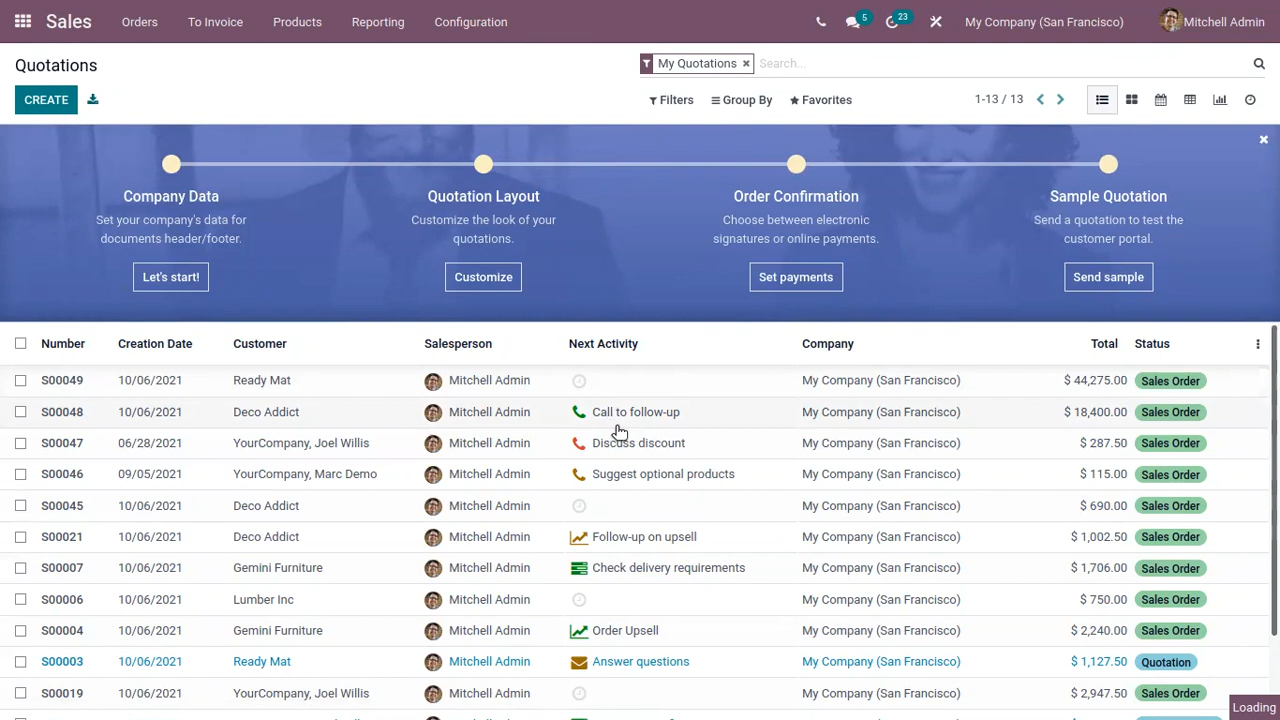 Sales Orders To Invoice Products Reporting Configuration 5 23 My Company (San Francisco) Mitchell Admin
Quotations
My Quotations × Search...
CREATE Filters Group By Favorites 1-13 / 13
Company Data Quotation Layout Order Confirmation Sample Quotation
Set your company's data for Customize the look of your Choose between electronic Send a quotation to test the
documents header/footer. quotations. signatures or online payments. customer portal.
Let's start! Customize Set payments Send sample
Number Creation Date Customer Salesperson Next Activity Company Total Status
S00049 10/06/2021 Ready Mat Mitchell Admin My Company (San Francisco) $ 44,275.00 Sales Order
S00048 10/06/2021 Deco Addict Mitchell Admin Call to follow-up My Company (San Francisco) $ 18,400.00 Sales Order
S00047 06/28/2021 YourCompany, Joel Willis Mitchell Admin Discuss discount My Company (San Francisco) $ 287.50 Sales Order
S00046 09/05/2021 YourCompany, Marc Demo Mitchell Admin Suggest optional products My Company (San Francisco) $ 115.00 Sales Order
S00045 10/06/2021 Deco Addict Mitchell Admin My Company (San Francisco) $ 690.00 Sales Order
S00021 10/06/2021 Deco Addict Mitchell Admin Follow-up on upsell My Company (San Francisco) $ 1,002.50 Sales Order
S00007 10/06/2021 Gemini Furniture Mitchell Admin Check delivery requirements My Company (San Francisco) $ 1,706.00 Sales Order
S00006 10/06/2021 Lumber Inc Mitchell Admin My Company (San Francisco) $ 750.00 Sales Order
S00004 10/06/2021 Gemini Furniture Mitchell Admin Order Upsell My Company (San Francisco) $ 2,240.00 Sales Order
S00003 10/06/2021 Ready Mat Mitchell Admin Answer questions My Company (San Francisco) $ 1,127.50 Quotation
S00019 10/06/2021 YourCompany, Joel Willis Mitchell Admin My Company (San Francisco) $ 2,947.50 Sales Order
Loading